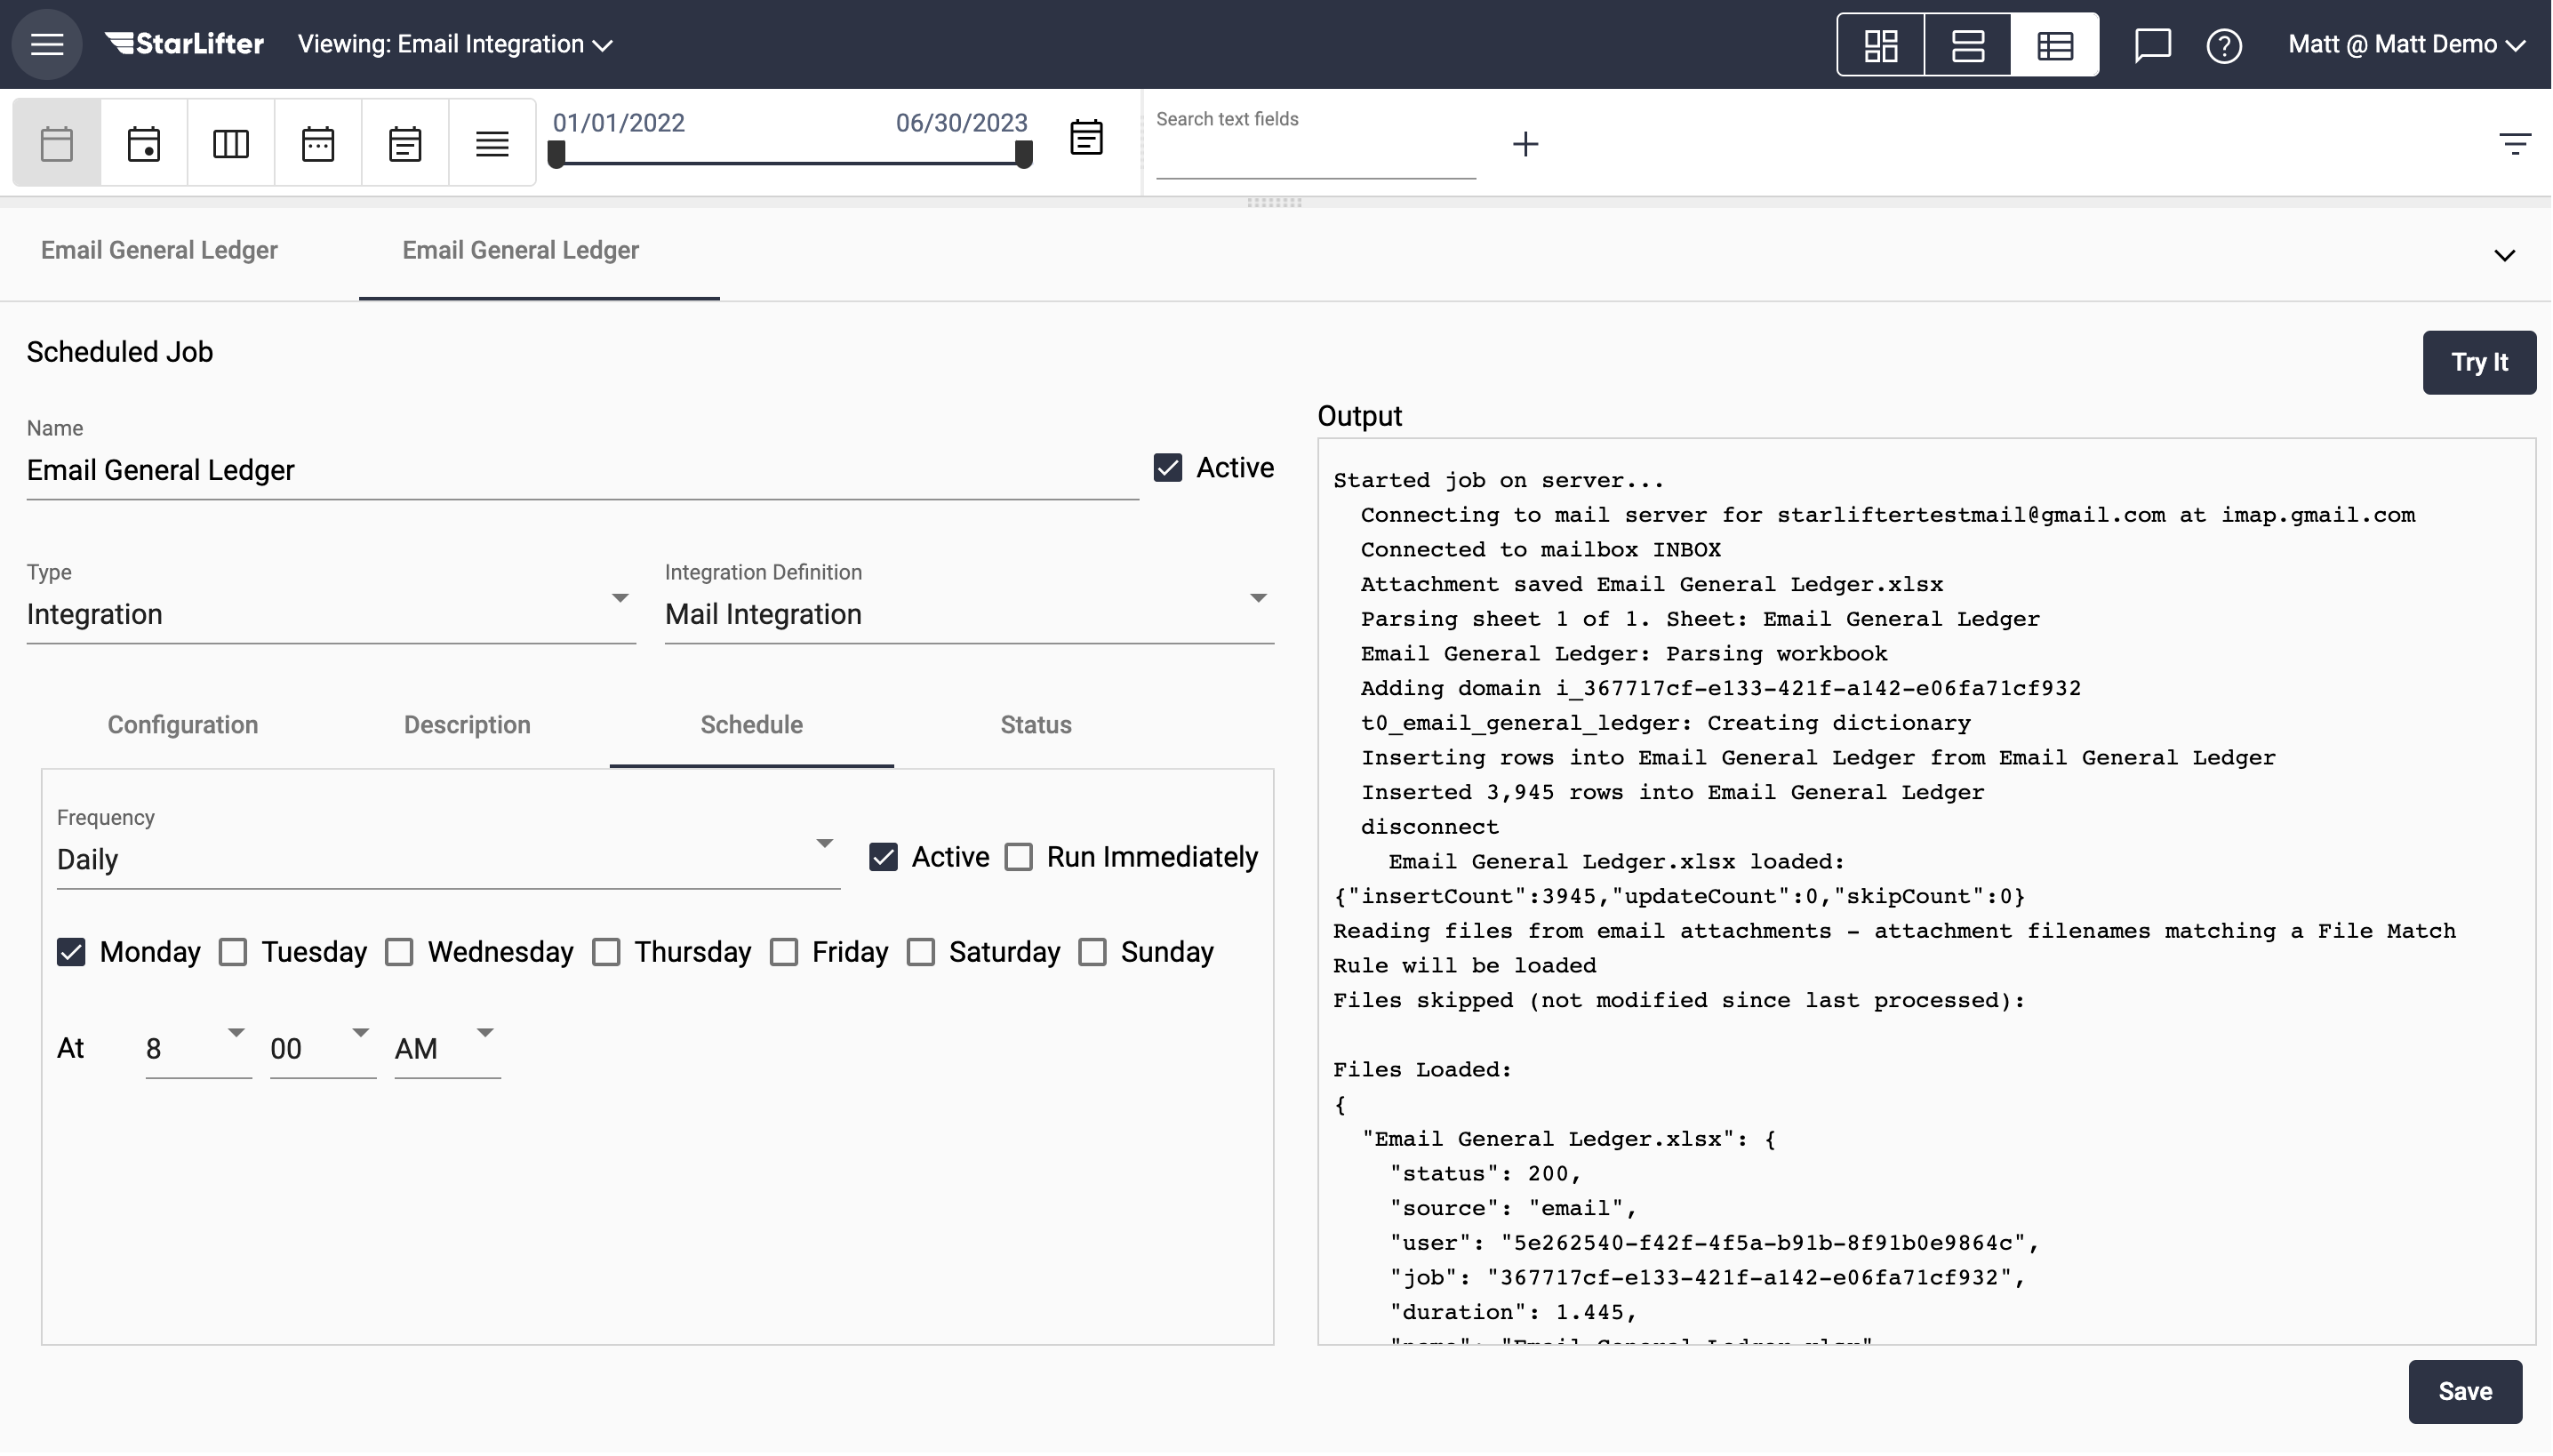 StarLifter
Viewing: Email Integration
Matt @ Matt Demo
01/01/2022
06/30/2023
Search text fields
Email General Ledger
Email General Ledger
Scheduled Job
Try It
Name
Email General Ledger
Active
Type
Integration
Integration Definition
Mail Integration
Configuration
Description
Schedule
Status
Frequency
Daily
Active
Run Immediately
Monday
Tuesday
Wednesday
Thursday
Friday
Saturday
Sunday
At
8
00
AM
Output
Started job on server...
Connecting to mail server for starliftertestmail@gmail.com at imap.gmail.com
Connected to mailbox INBOX
Attachment saved Email General Ledger.xlsx
Parsing sheet 1 of 1. Sheet: Email General Ledger
Email General Ledger: Parsing workbook
Adding domain i_367717cf-e133-421f-a142-e06fa71cf932
t0_email_general_ledger: Creating dictionary
Inserting rows into Email General Ledger from Email General Ledger
Inserted 3,945 rows into Email General Ledger
disconnect
Email General Ledger.xlsx loaded:
{"insertCount":3945,"updateCount":0,"skipCount":0}
Reading files from email attachments - attachment filenames matching a File Match
Rule will be loaded
Files skipped (not modified since last processed):
Files Loaded:
{
"Email General Ledger.xlsx": {
"status": 200,
"source": "email",
"user": "5e262540-f42f-4f5a-b91b-8f91b0e9864c",
"job": "367717cf-e133-421f-a142-e06fa71cf932",
"duration": 1.445,
Save